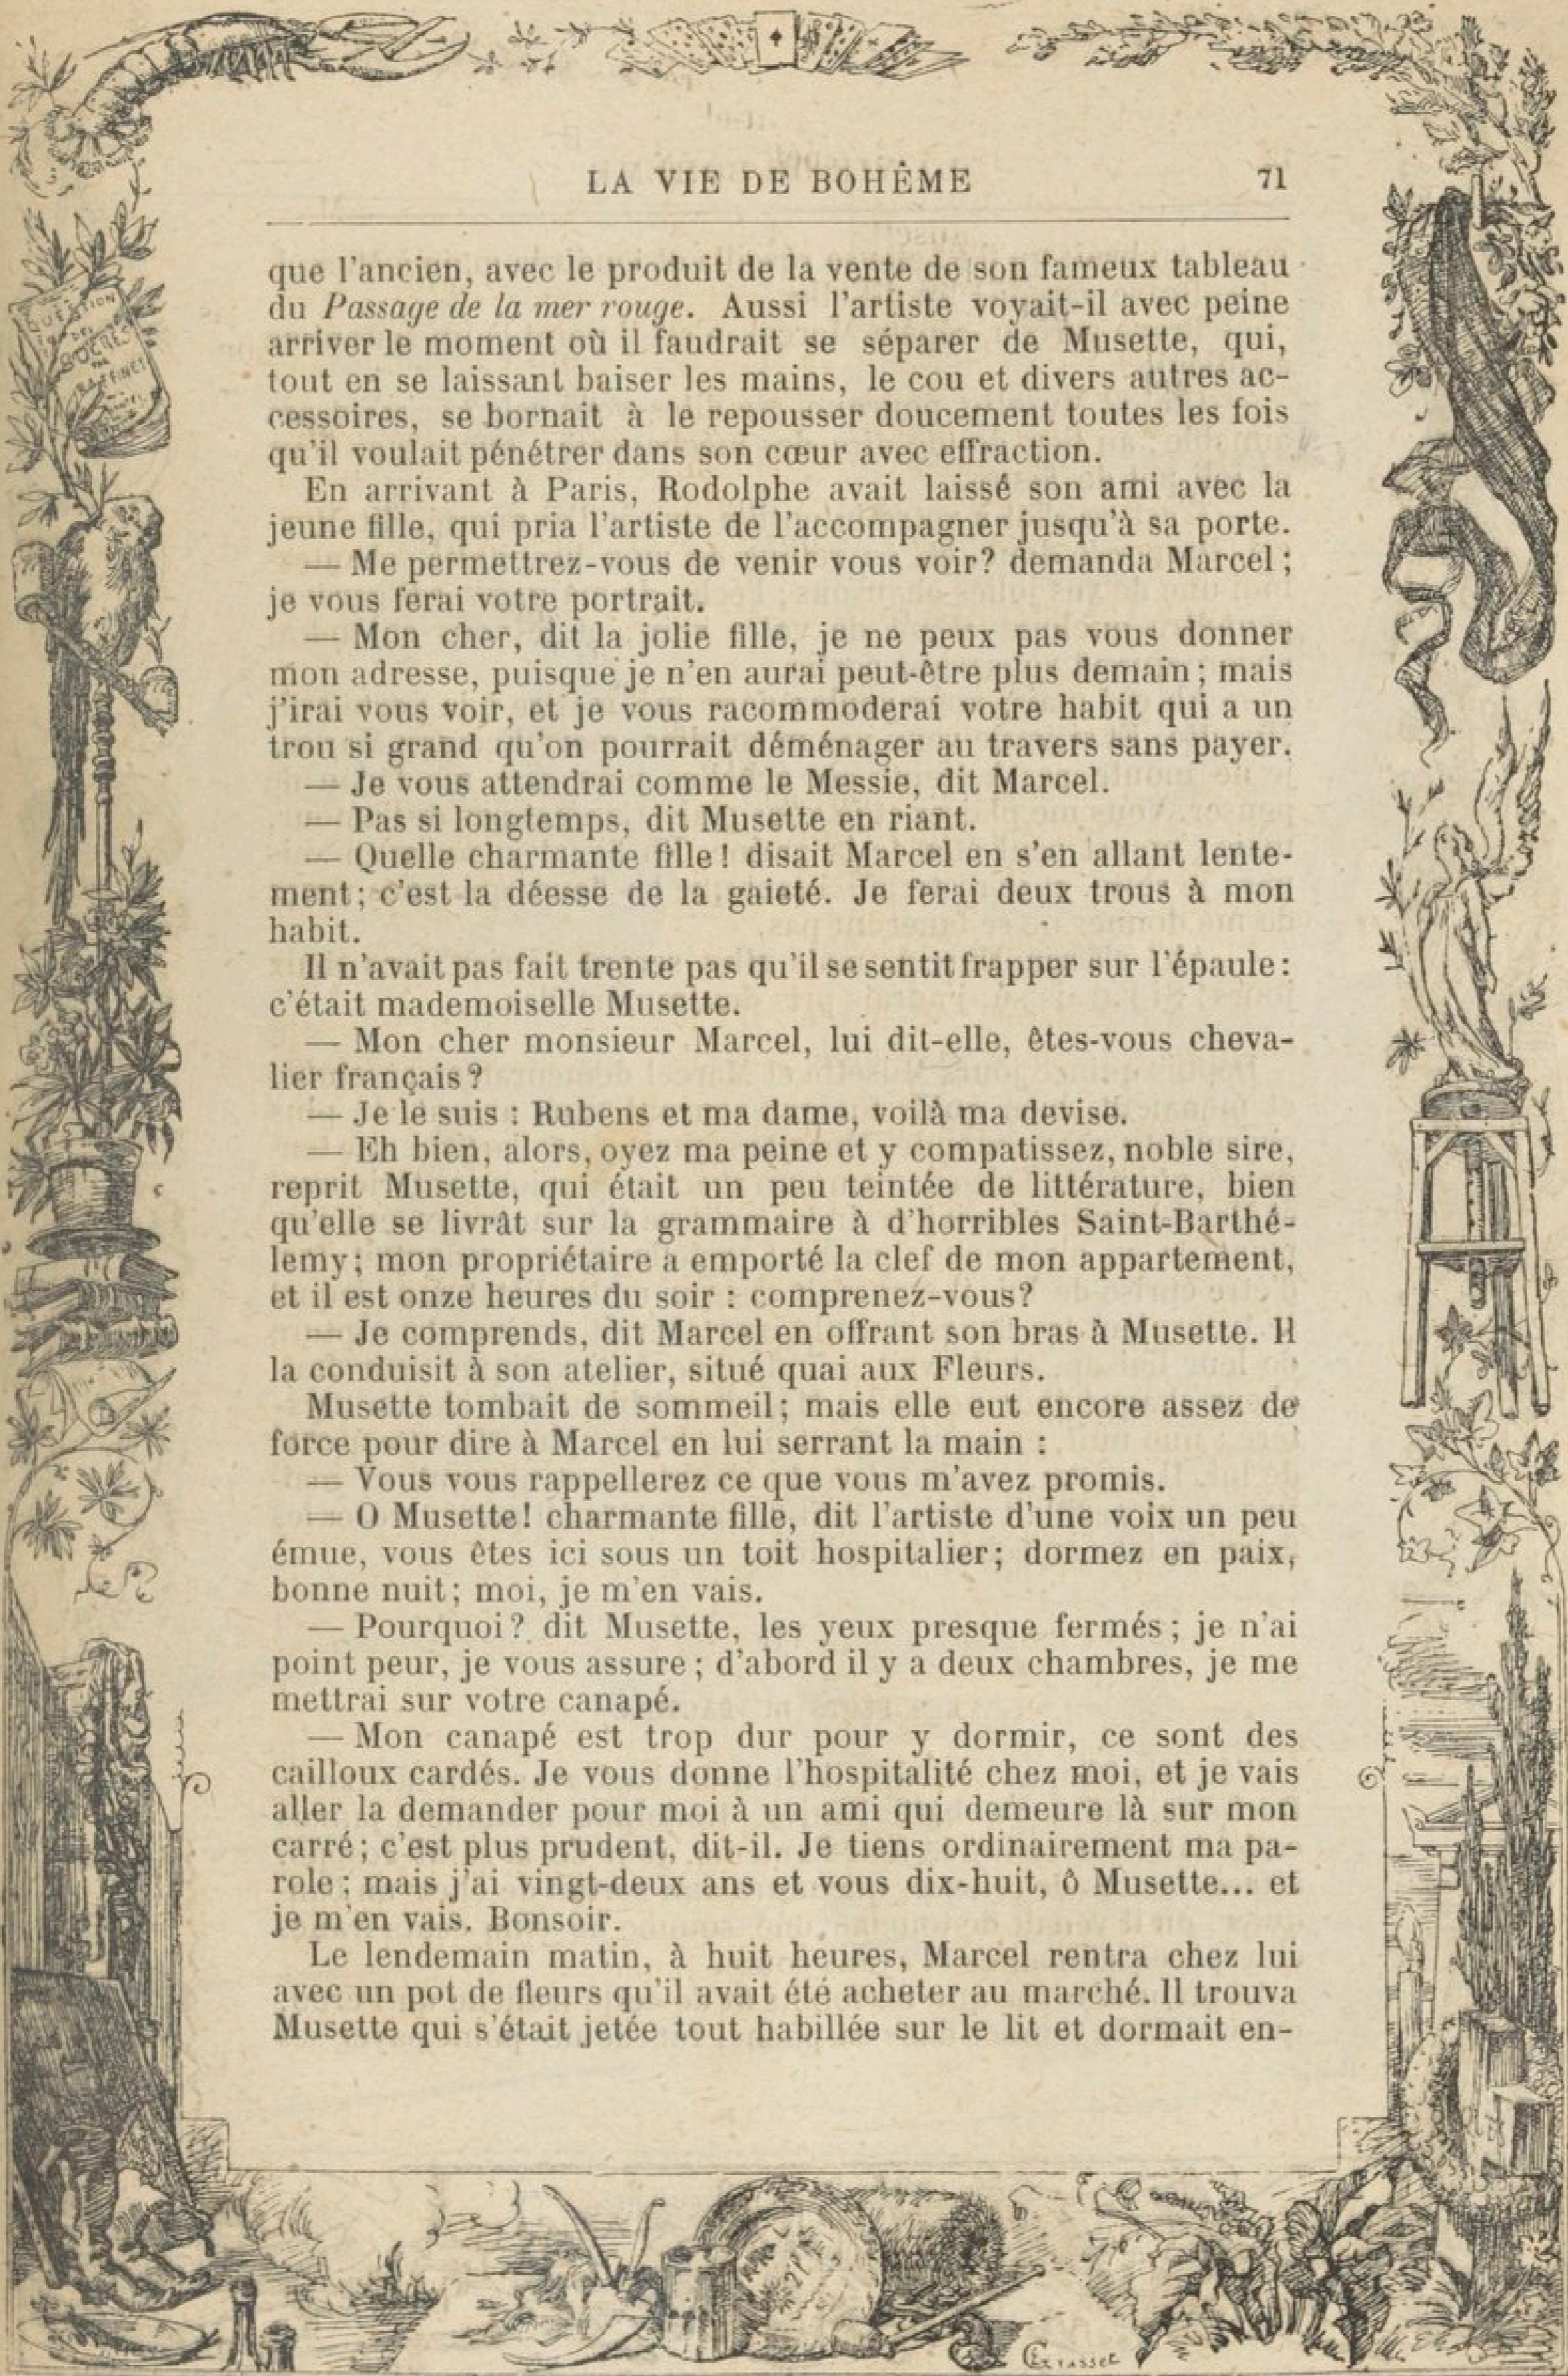 LA VIE DE BOHÊME 71
que l'ancien, avec le produit de la vente de son fameux tableau
du Passage de la mer rouge. Aussi l'artiste voyait-il avec peine
arriver le moment où il faudrait se séparer de Musette, qui,
tout en se laissant baiser les mains, le cou et divers autres ac-
cessoires, se bornait à le repousser doucement toutes les fois
qu'il voulait pénétrer dans son cœur avec effraction.
En arrivant à Paris, Rodolphe avait laissé son ami avec la
jeune fille, qui pria l'artiste de l'accompagner jusqu'à sa porte.
— Me permettrez-vous de venir vous voir? demanda Marcel;
je vous ferai votre portrait.
— Mon cher, dit la jolie fille, je ne peux pas vous donner
mon adresse, puisque je n'en aurai peut-être plus demain; mais
j'irai vous voir, et je vous racommoderai votre habit qui a un
trou si grand qu'on pourrait déménager au travers sans payer.
— Je vous attendrai comme le Messie, dit Marcel.
— Pas si longtemps, dit Musette en riant.
— Quelle charmante fille! disait Marcel en s'en allant lente-
ment; c'est la déesse de la gaieté. Je ferai deux trous à mon
habit.
Il n'avait pas fait trente pas qu'il se sentit frapper sur l'épaule:
c'était mademoiselle Musette.
— Mon cher monsieur Marcel, lui dit-elle, êtes-vous cheva-
lier français?
— Je le suis : Rubens et ma dame, voilà ma devise.
— Eh bien, alors, oyez ma peine et y compatissez, noble sire,
reprit Musette, qui était un peu teintée de littérature, bien
qu'elle se livrât sur la grammaire à d'horribles Saint-Barthé-
lemy; mon propriétaire a emporté la clef de mon appartement,
et il est onze heures du soir : comprenez-vous?
— Je comprends, dit Marcel en offrant son bras à Musette. Il
la conduisit à son atelier, situé quai aux Fleurs.
Musette tombait de sommeil; mais elle eut encore assez de
force pour dire à Marcel en lui serrant la main :
— Vous vous rappellerez ce que vous m'avez promis.
— O Musette! charmante fille, dit l'artiste d'une voix un peu
émue, vous êtes ici sous un toit hospitalier; dormez en paix,
bonne nuit; moi, je m'en vais.
— Pourquoi? dit Musette, les yeux presque fermés; je n'ai
point peur, je vous assure; d'abord il y a deux chambres, je me
mettrai sur votre canapé.
— Mon canapé est trop dur pour y dormir, ce sont des
cailloux cardés. Je vous donne l'hospitalité chez moi, et je vais
aller la demander pour moi à un ami qui demeure là sur mon
carré; c'est plus prudent, dit-il. Je tiens ordinairement ma pa-
role; mais j'ai vingt-deux ans et vous dix-huit, ô Musette... et
je m'en vais. Bonsoir.
Le lendemain matin, à huit heures, Marcel rentra chez lui
avec un pot de fleurs qu'il avait été acheter au marché. Il trouva
Musette qui s'était jetée tout habillée sur le lit et dormait en-